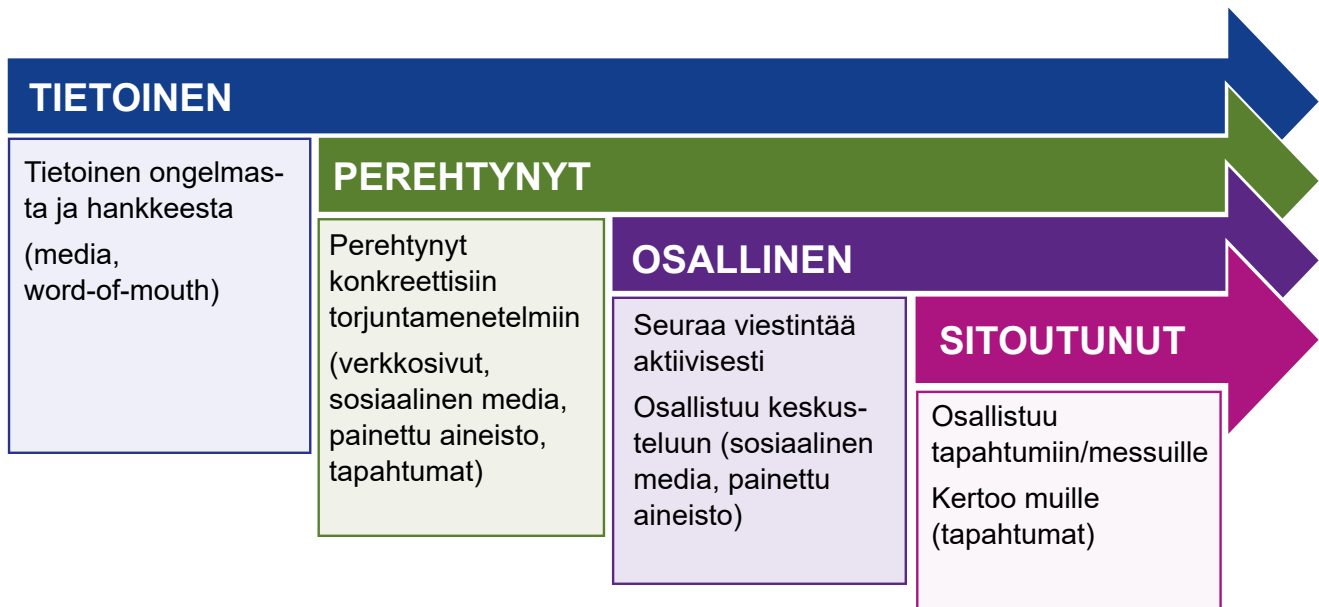 TIETOINEN
Tietoinen ongelmas-
ta ja hankkeesta
(media,
word-of-mouth)
PEREHTYNYT
Perehtynyt
konkreettisiin
torjuntamenetelmiin
(verkkosivut,
sosiaalinen media,
painettu aineisto,
tapahtumat)
OSALLINEN
Seuraa viestintää
aktiivisesti
Osallistuu keskus-
teluun (sosiaalinen
media, painettu
aineisto)
SITOUTUNUT
Osallistuu
tapahtumiin/messuille
Kertoo muille
(tapahtumat)